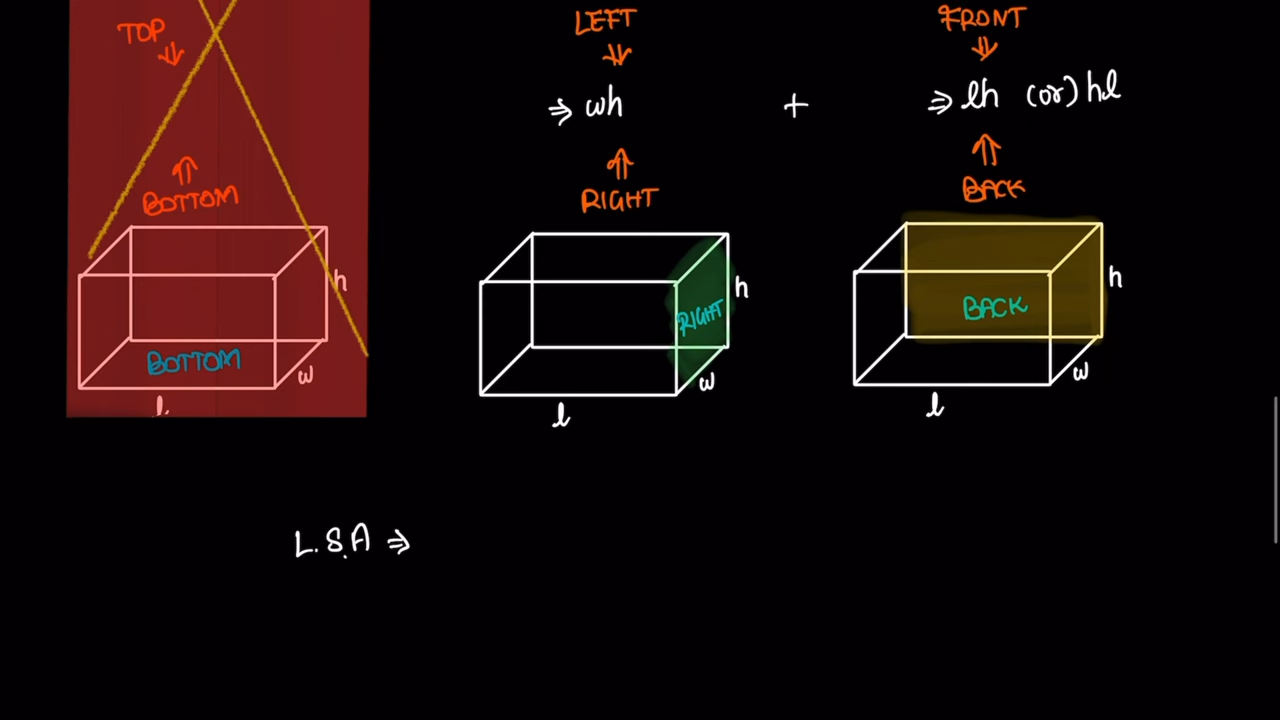 TOP
⇓
⇑
BOTTOM
BOTTOM
h
w
l
LEFT
⇓
⇒ wh
⇑
RIGHT
RIGHT
h
w
l
+
FRONT
⇓
⇒ lh (or) hl
⇑
BACK
BACK
h
w
l
L.S.A ⇒